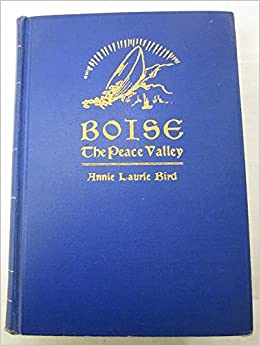 BOISE
The Peace Valley
Annie Laurie Bird